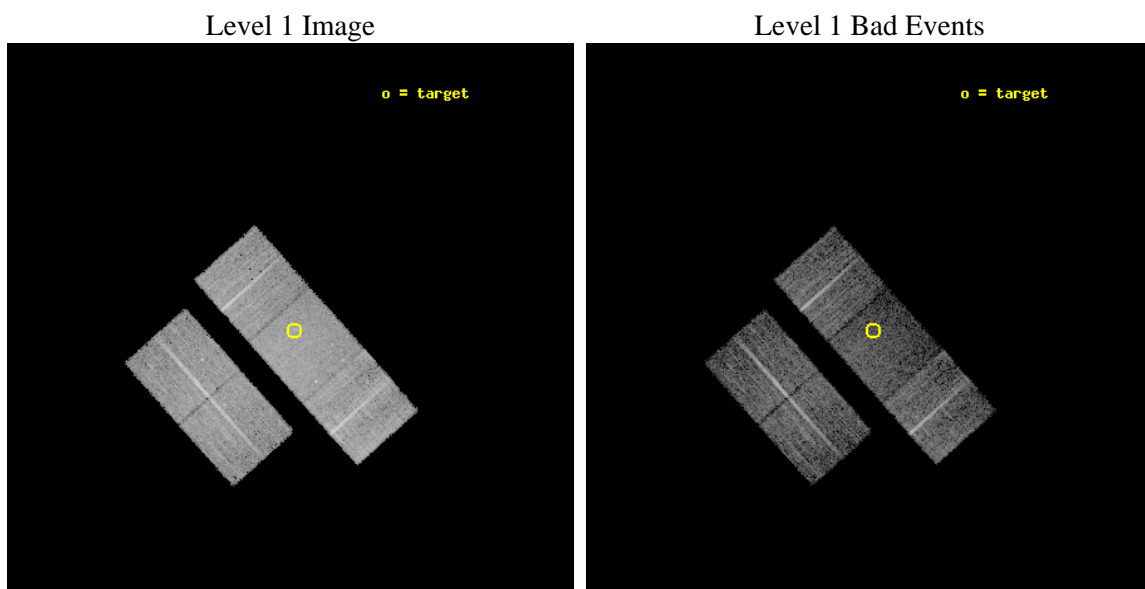 Level 1 Image
Level 1 Bad Events
o = target
o = target